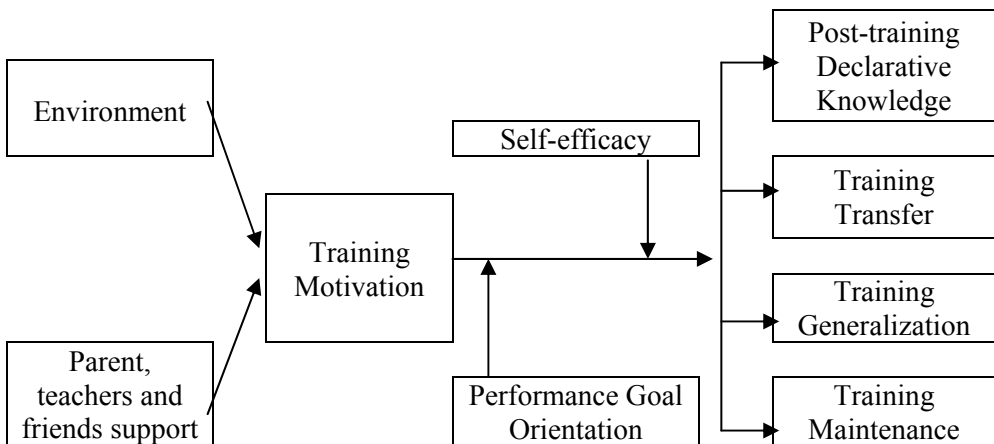 Environment
Parent,
teachers and
friends support
Training
Motivation
Self-efficacy
Performance Goal
Orientation
Post-training
Declarative
Knowledge
Training
Transfer
Training
Generalization
Training
Maintenance